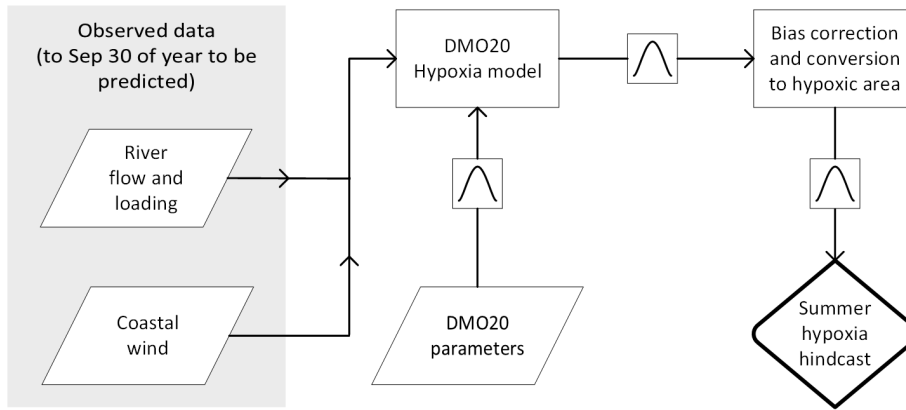 Observed data
(to Sep 30 of year to be
predicted)
River
flow and
loading
Coastal
wind
DMO20
Hypoxia model
DMO20
parameters
Bias correction
and conversion
to hypoxic area
Summer
hypoxia
hindcast